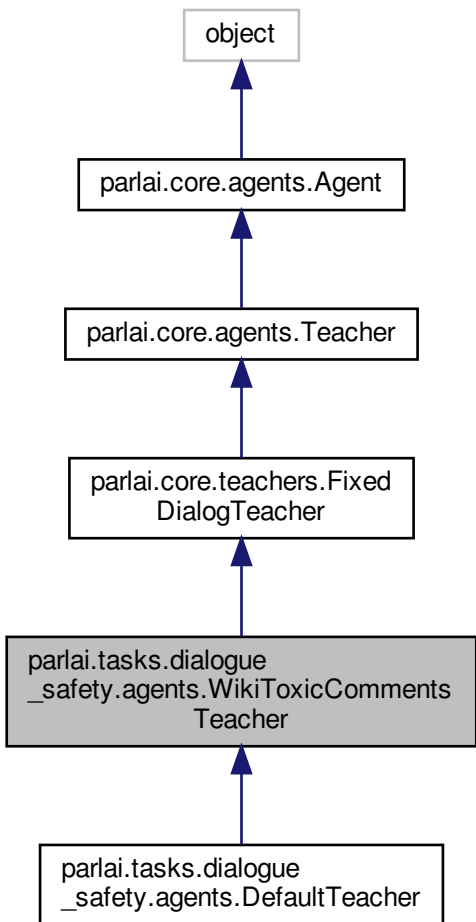 object
parlai.core.agents.Agent
parlai.core.agents.Teacher
parlai.core.teachers.Fixed
DialogTeacher
parlai.tasks.dialogue
_safety.agents.WikiToxicComments
Teacher
parlai.tasks.dialogue
_safety.agents.DefaultTeacher